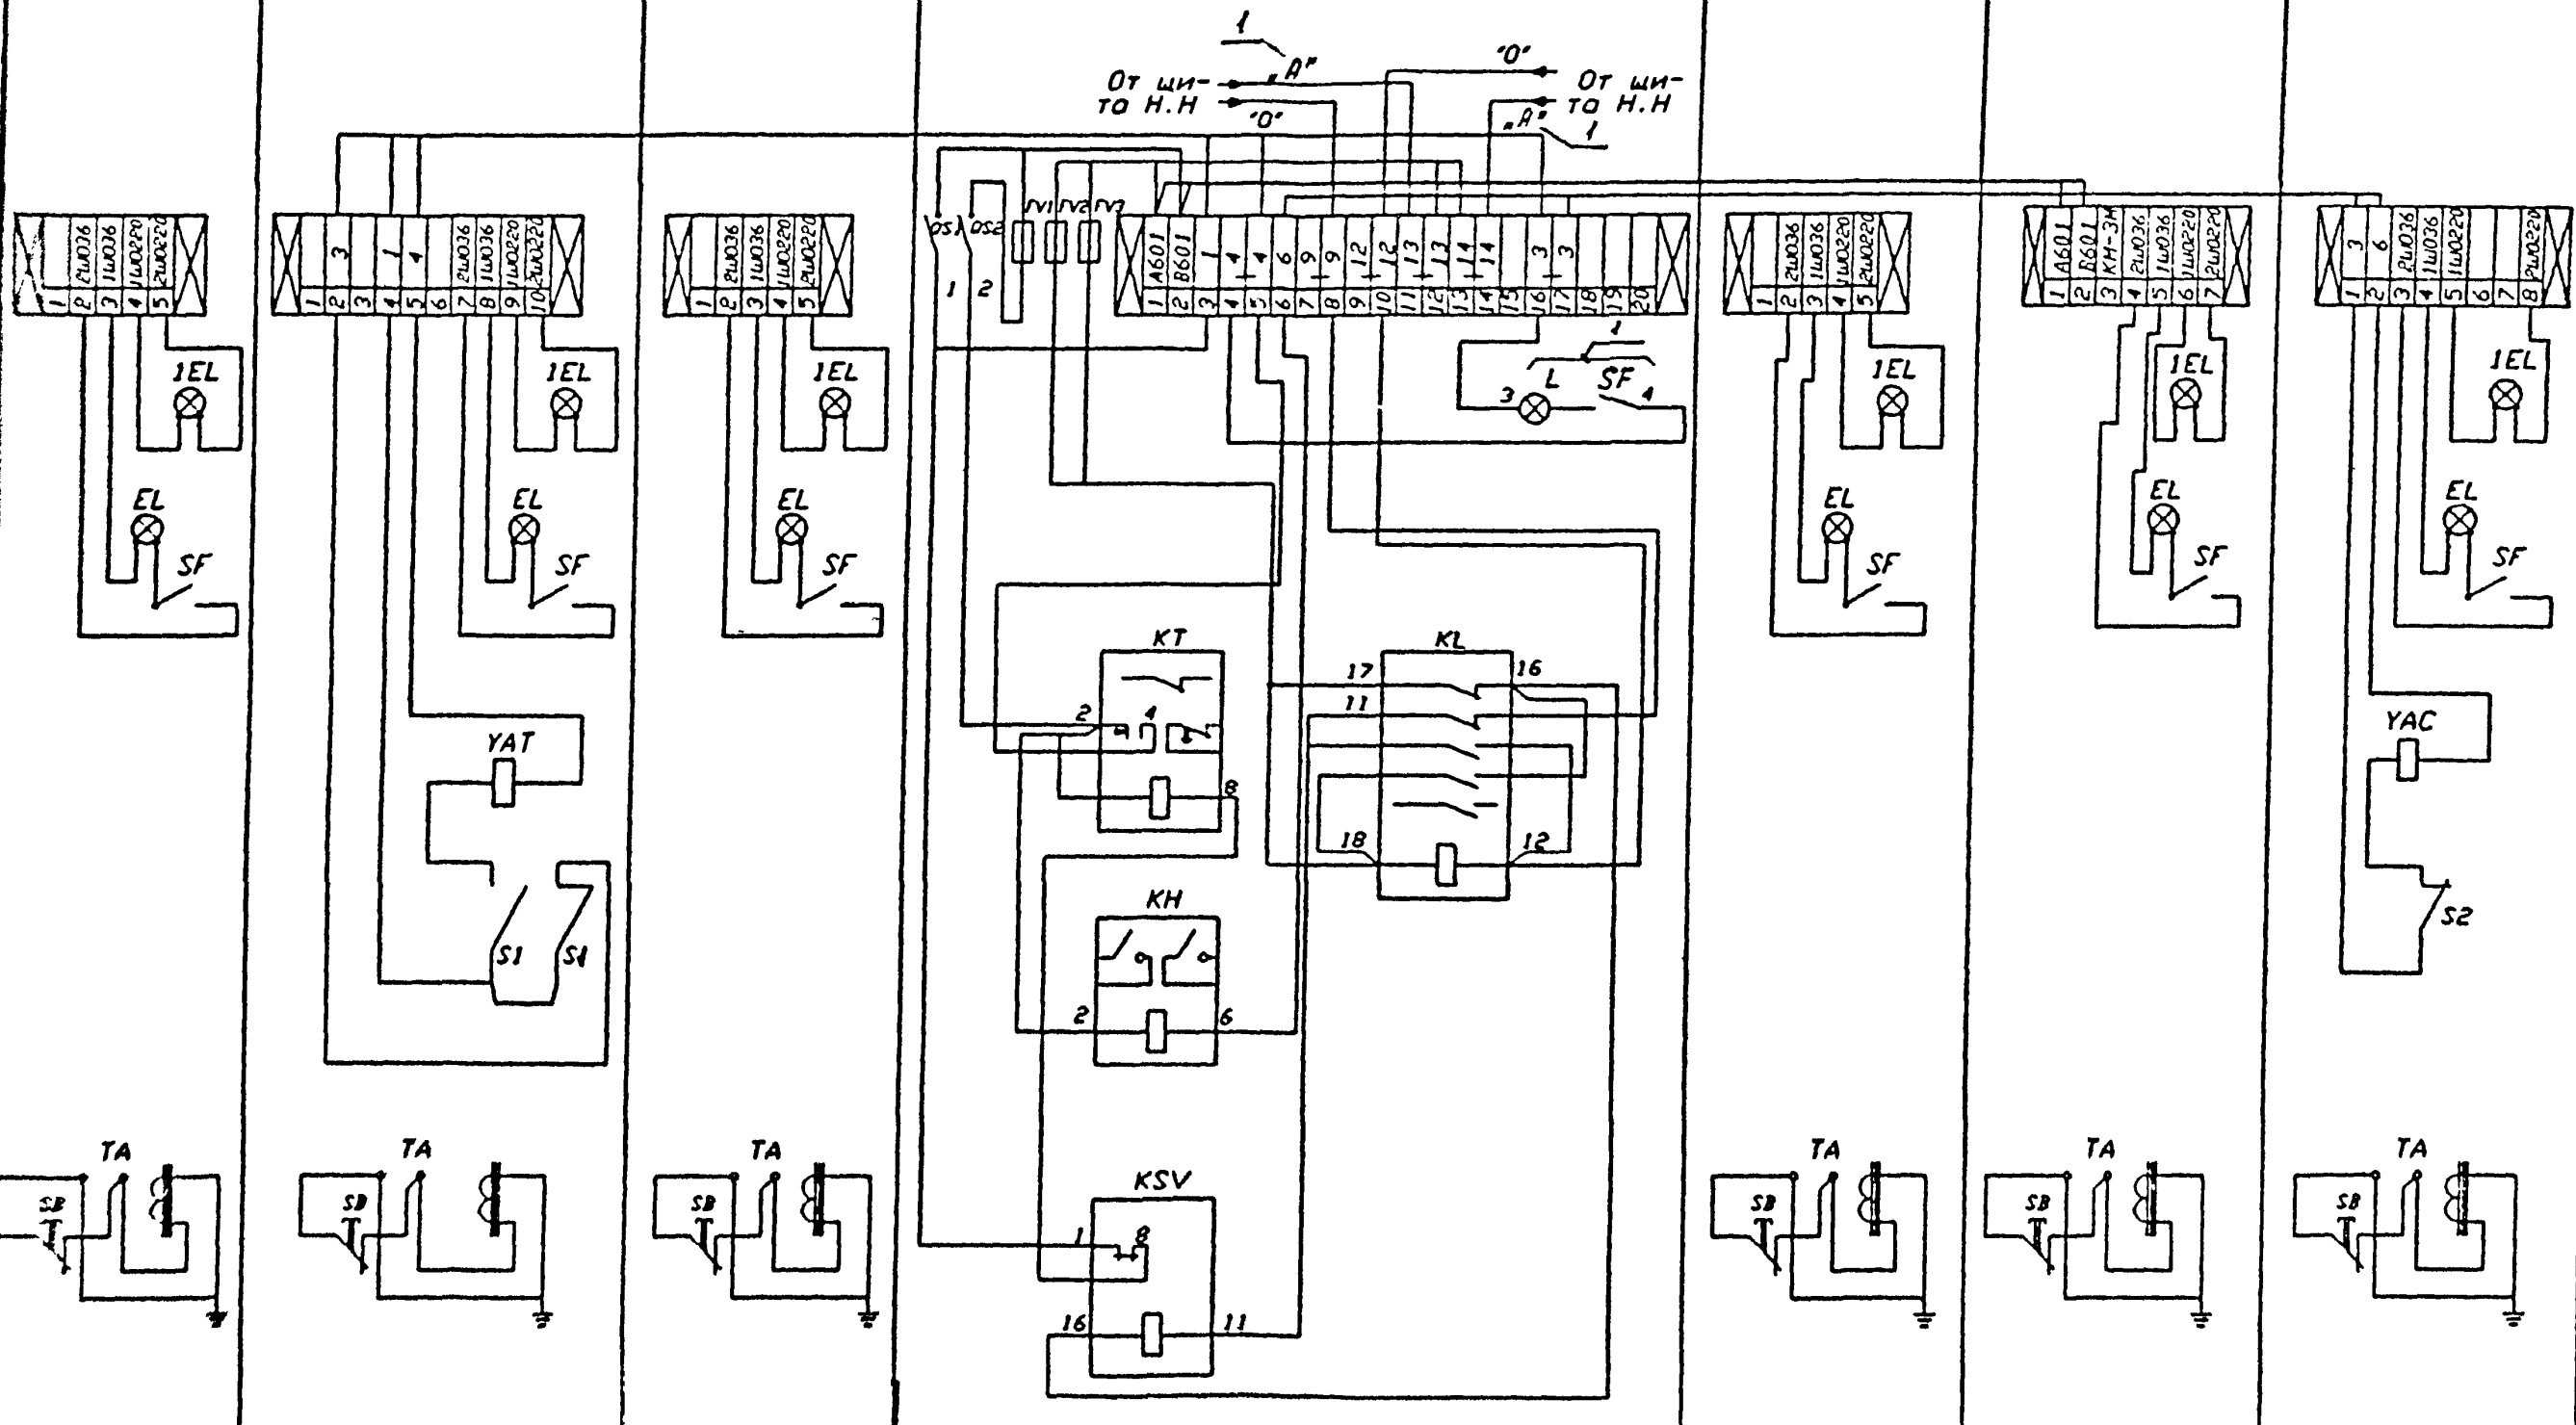 1
"О" „А"
От щи-
та Н.Н
"О"
От щи-
та Н.Н
„А" 1
1 2 3 4 5
2Ш036 1Ш036 1Ш0220 2Ш0220
1EL
EL
SF
TA
SB
3 1 4 2Ш036 1Ш036 1Ш0220 2Ш0220
1 2 3 4 5 6 7 8 9 10
1EL
EL
SF
YAT
S1 S1
TA
SB
2Ш036 1Ш036 1Ш0220 2Ш0220
1 2 3 4 5
1EL
EL
SF
TA
SB
QS1 QS2 FV1 FV2
1 2
A601 B601 1 4 4 6 9 9 12 12 13 13 14 14 3 3
1 2 3 4 5 6 7 8 9 10 11 12 13 14 15 16 17 18 19 20
1
3 L SF 4
KT
2 4
8
KL
17 16
11
18 12
KH
2 6
KSV
1 8
16 11
2Ш036 1Ш036 1Ш0220 2Ш0220
1 2 3 4 5
1EL
EL
SF
TA
SB
A601 B601 КН-3М 2Ш036 1Ш036 1Ш0220 2Ш0220
1 2 3 4 5 6 7
1EL
EL
SF
TA
SB
3 6 2Ш036 1Ш036 1Ш0220 2Ш0220
1 2 3 4 5 6 7 8
1EL
EL
SF
YAC
S2
TA
SB